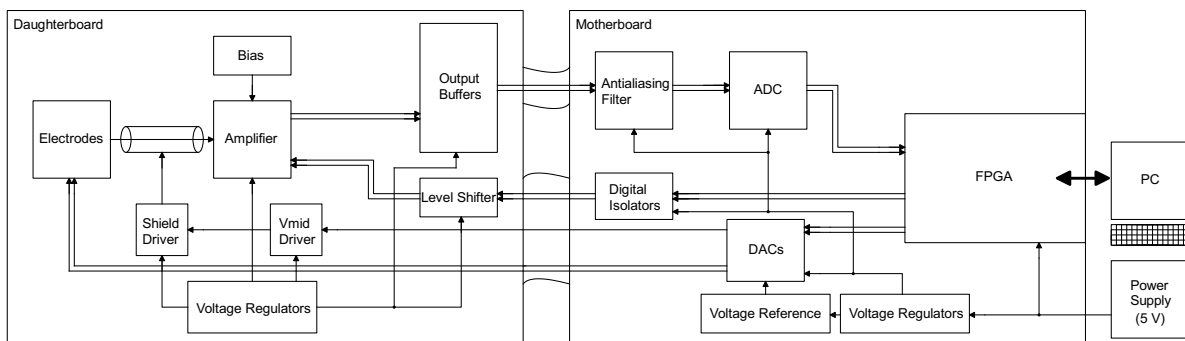 Daughterboard
Motherboard
Bias
Output
Buffers
Antialiasing
Filter
ADC
Electrodes
Amplifier
FPGA
PC
Level Shifter
Digital
Isolators
Shield
Driver
Vmid
Driver
DACs
Voltage Regulators
Voltage Reference
Voltage Regulators
Power
Supply
(5 V)